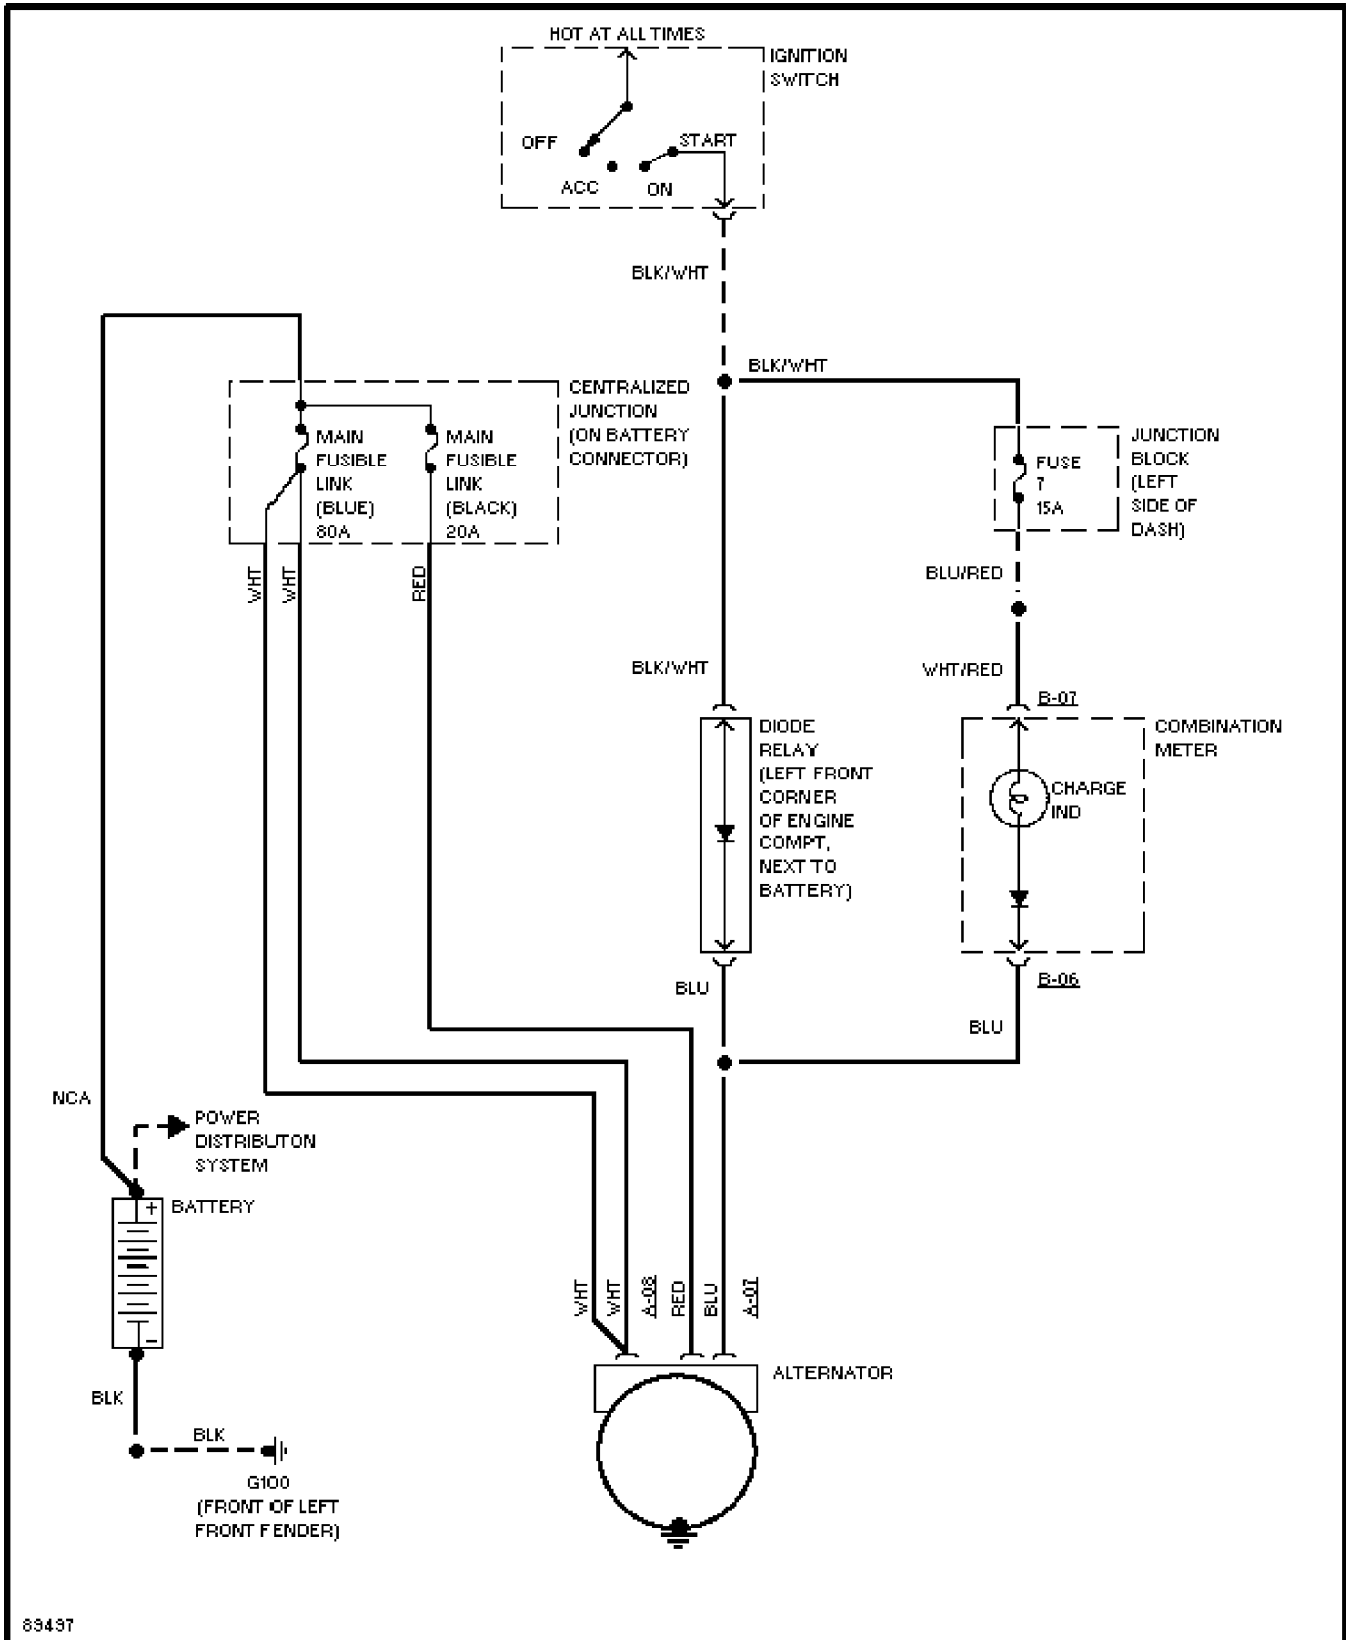 HOT AT ALL TIMES
IGNITION
SWITCH
OFF
START
ACC
ON
BLK/WHT
BLK/WHT
CENTRALIZED
JUNCTION
(ON BATTERY
CONNECTOR)
MAIN
FUSIBLE
LINK
(BLUE)
80A
MAIN
FUSIBLE
LINK
(BLACK)
20A
JUNCTION
BLOCK
(LEFT
SIDE OF
DASH)
FUSE
7
15A
WHT
WHT
RED
BLU/RED
BLK/WHT
WHT/RED
B-07
DIODE
RELAY
(LEFT FRONT
CORNER
OF ENGINE
COMPT,
NEXT TO
BATTERY)
COMBINATION
METER
CHARGE
IND
BLU
B-06
BLU
NCA
POWER
DISTRIBUTON
SYSTEM
BATTERY
+
-
WHT
WHT
A-08
RED
BLU
A-07
ALTERNATOR
BLK
BLK
G100
(FRONT OF LEFT
FRONT FENDER)
89497